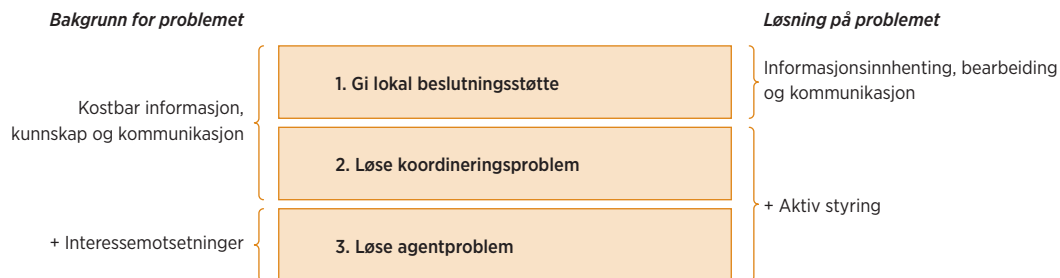 Bakgrunn for problemet
Løsning på problemet
1. Gi lokal beslutningsstøtte
Informasjonsinnhenting, bearbeiding
og kommunikasjon
Kostbar informasjon,
kunnskap og kommunikasjon
2. Løse koordineringsproblem
+ Aktiv styring
+ Interessemotsetninger
3. Løse agentproblem